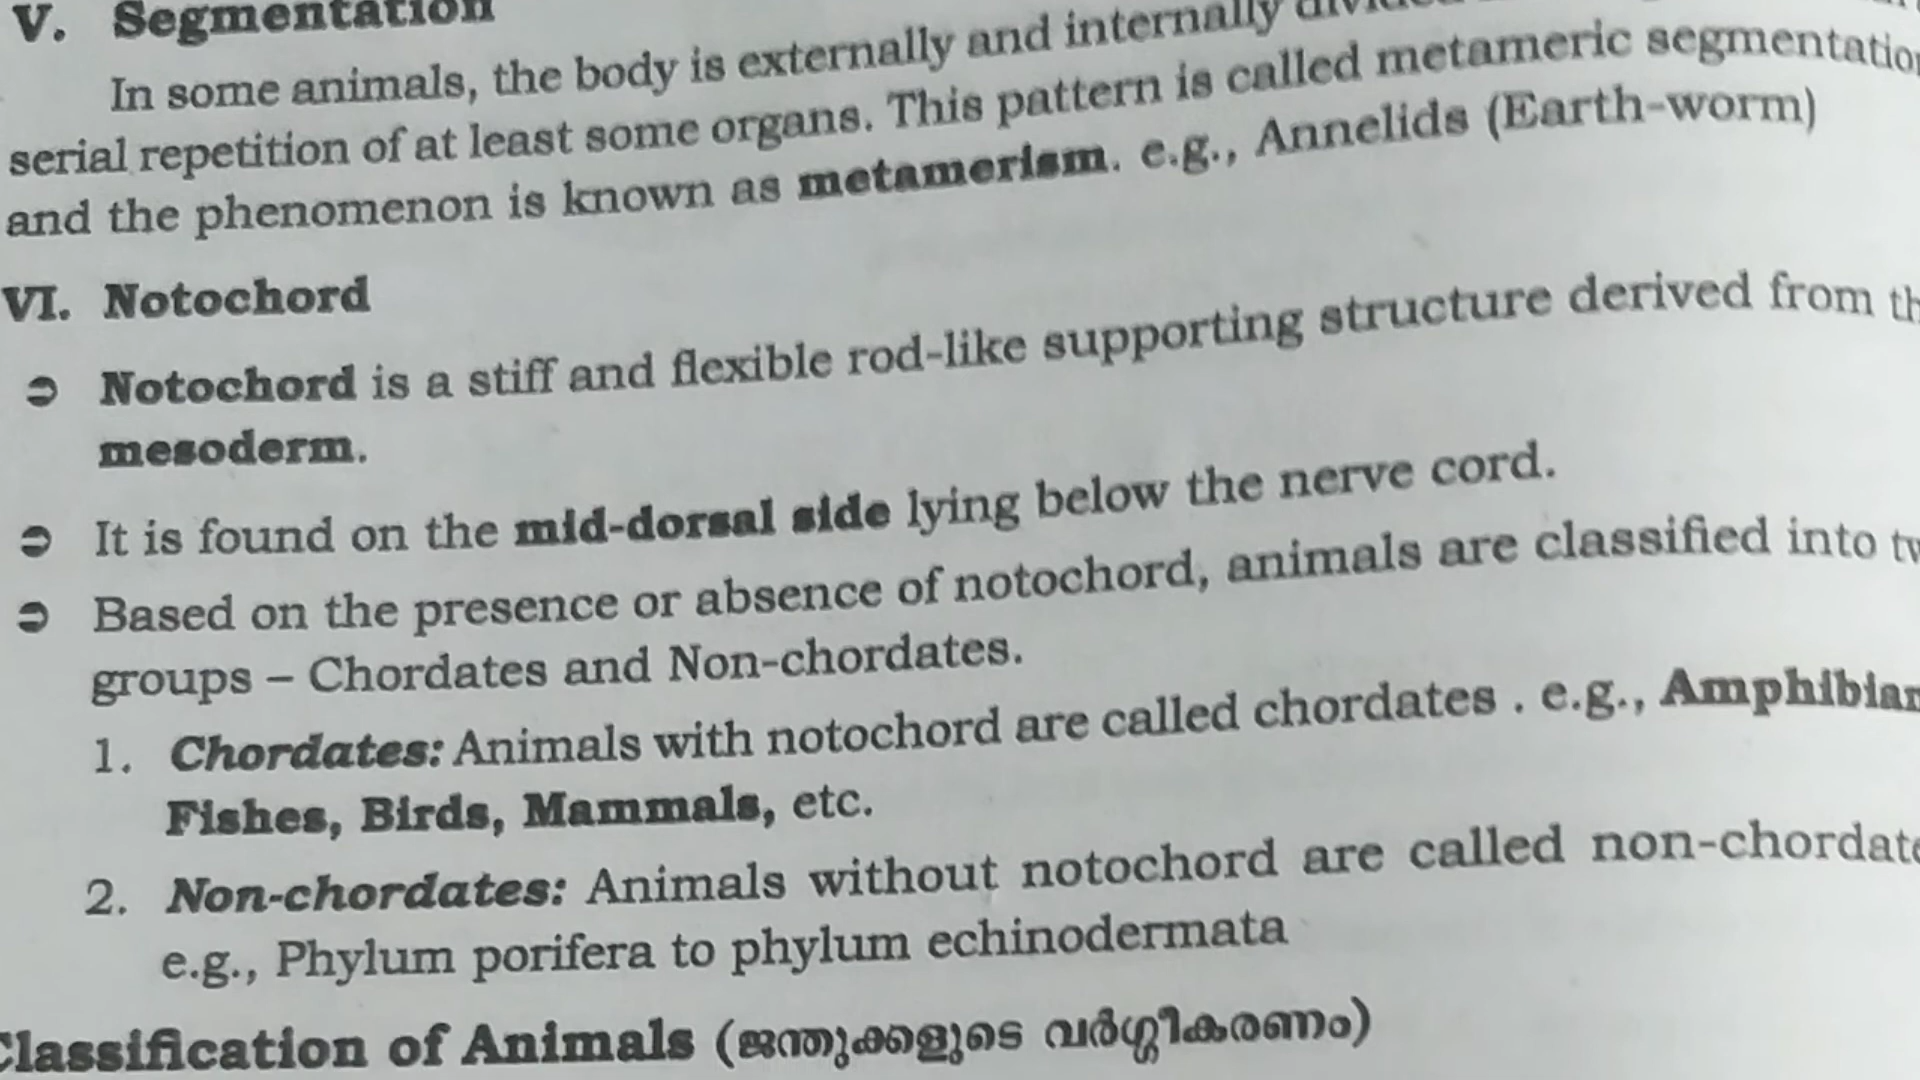 V. Segmentation
In some animals, the body is externally and internally
serial repetition of at least some organs. This pattern is called metameric segmentation
and the phenomenon is known as metamerism. e.g., Annelids (Earth-worm)
VI. Notochord
Notochord is a stiff and flexible rod-like supporting structure derived from
mesoderm.
It is found on the mid-dorsal side lying below the nerve cord.
Based on the presence or absence of notochord, animals are classified into
groups – Chordates and Non-chordates.
1. Chordates: Animals with notochord are called chordates . e.g., Amphibian
Fishes, Birds, Mammals, etc.
2. Non-chordates: Animals without notochord are called non-chordate
e.g., Phylum porifera to phylum echinodermata
Classification of Animals (ജന്തുക്കളുടെ വർഗ്ഗീകരണം)